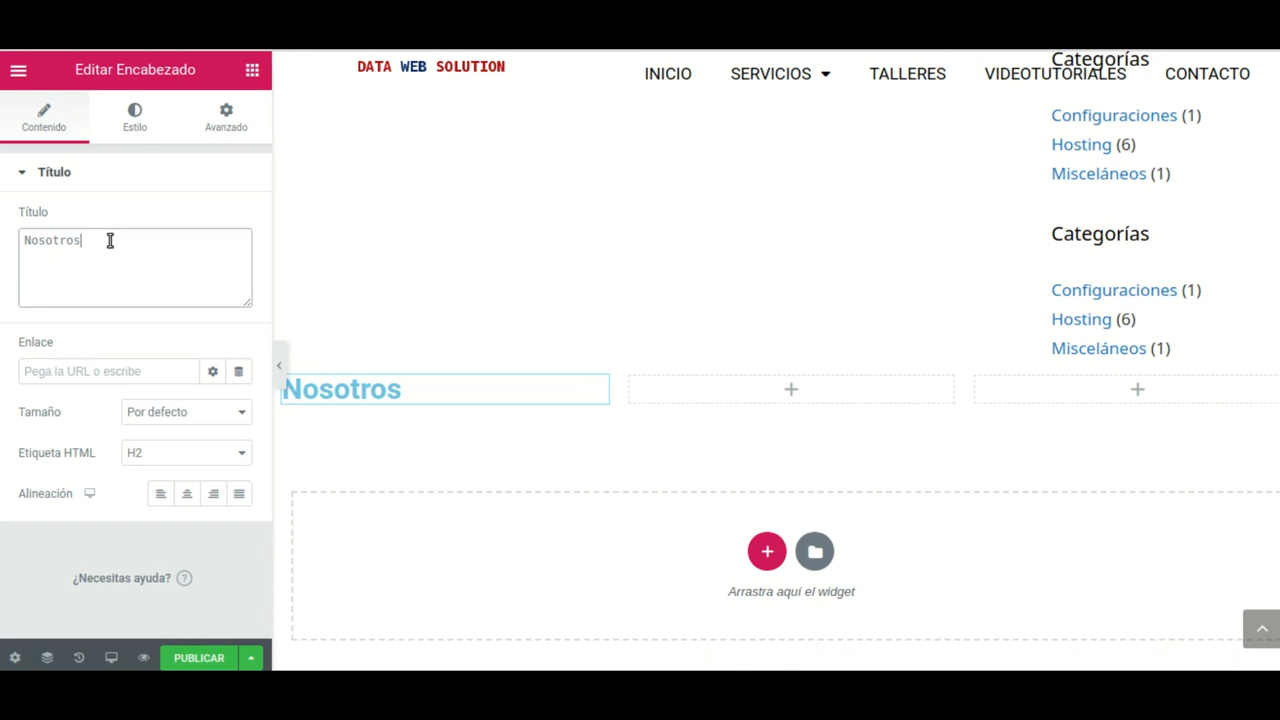 Editar Encabezado
Contenido
Estilo
Avanzado
Título
Título
Nosotros
Enlace
Pega la URL o escribe
Tamaño
Por defecto
Etiqueta HTML
H2
Alineación
¿Necesitas ayuda? ?
PUBLICAR
DATA WEB SOLUTION
INICIO SERVICIOS TALLERES VIDEOTUTORIALES CONTACTO
Categorías
Configuraciones (1)
Hosting (6)
Misceláneos (1)
Categorías
Configuraciones (1)
Hosting (6)
Misceláneos (1)
Nosotros
Arrastra aquí el widget